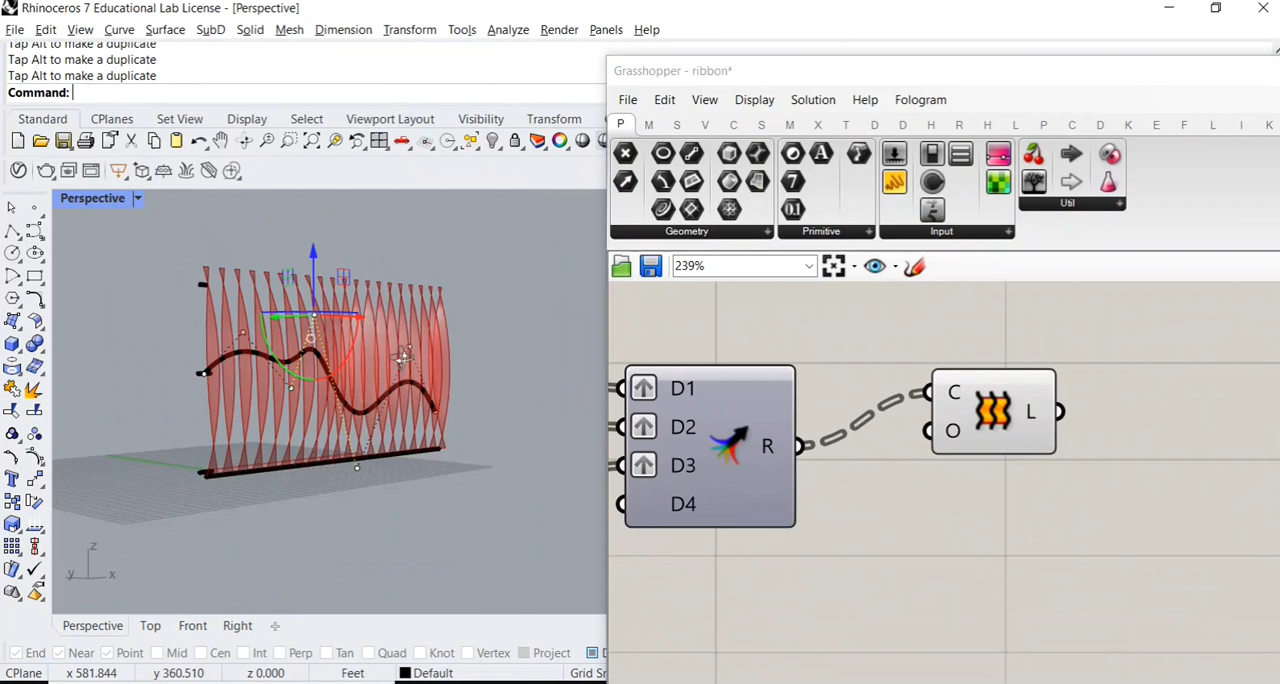 Rhinoceros 7 Educational Lab License - [Perspective]
File Edit View Curve Surface SubD Solid Mesh Dimension Transform Tools Analyze Render Panels Help
Tap Alt to make a duplicate
Tap Alt to make a duplicate
Tap Alt to make a duplicate
Command:
Standard CPlanes Set View Display Select Viewport Layout Visibility Transform
Perspective
z
y x
Perspective Top Front Right
End Near Point Mid Cen Int Perp Tan Quad Knot Vertex Project
CPlane x 581.844 y 360.510 z 0.000 Feet Default Grid Sn
Grasshopper - ribbon*
File Edit View Display Solution Help Fologram
P M S V C S M X T D D H R H L P C D K E F L I K
Geometry Primitive Input Util
239%
D1
D2
D3
D4
R
C
O
L